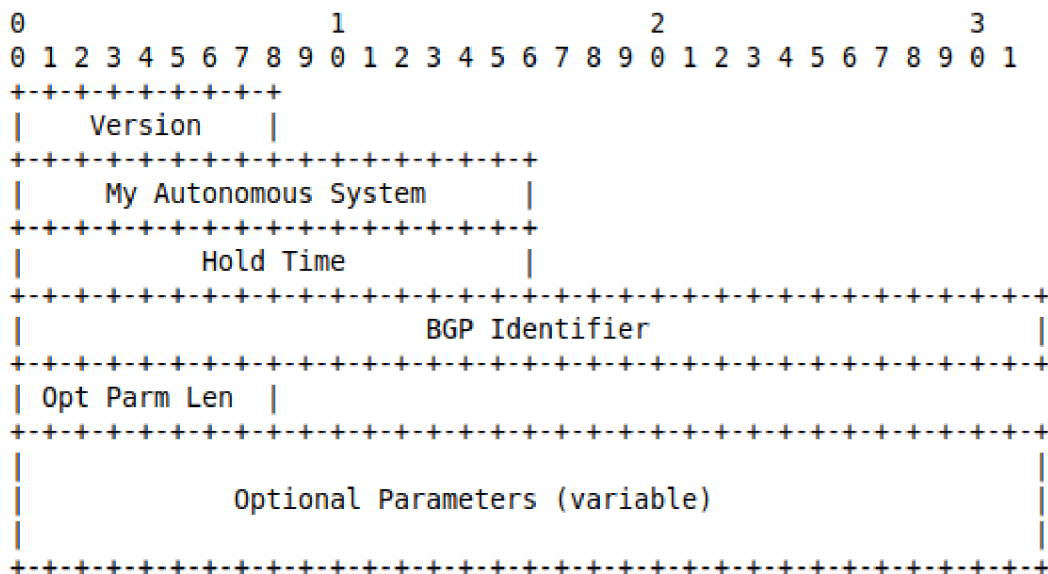 0                   1                   2                   3
0 1 2 3 4 5 6 7 8 9 0 1 2 3 4 5 6 7 8 9 0 1 2 3 4 5 6 7 8 9 0 1
+-+-+-+-+-+-+-+-+
|    Version    |
+-+-+-+-+-+-+-+-+-+-+-+-+-+-+-+-+
|     My Autonomous System      |
+-+-+-+-+-+-+-+-+-+-+-+-+-+-+-+-+
|           Hold Time           |
+-+-+-+-+-+-+-+-+-+-+-+-+-+-+-+-+-+-+-+-+-+-+-+-+-+-+-+-+-+-+-+-+
|                         BGP Identifier                        |
+-+-+-+-+-+-+-+-+-+-+-+-+-+-+-+-+-+-+-+-+-+-+-+-+-+-+-+-+-+-+-+-+
| Opt Parm Len  |
+-+-+-+-+-+-+-+-+-+-+-+-+-+-+-+-+-+-+-+-+-+-+-+-+-+-+-+-+-+-+-+-+
|                                                               |
|             Optional Parameters (variable)                    |
|                                                               |
+-+-+-+-+-+-+-+-+-+-+-+-+-+-+-+-+-+-+-+-+-+-+-+-+-+-+-+-+-+-+-+-+